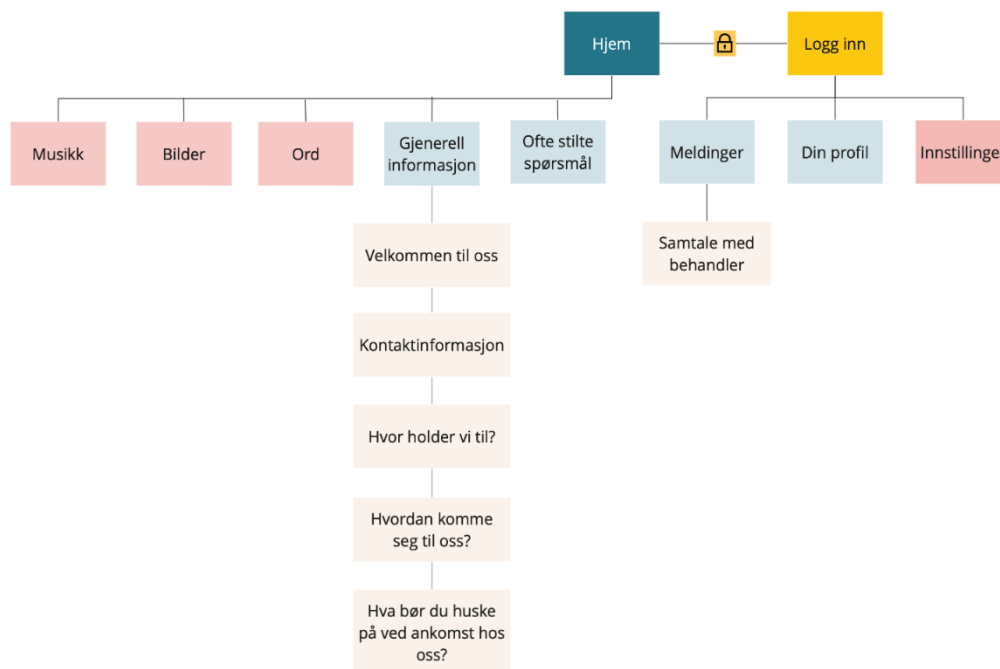 Hjem
Logg inn
Musikk
Bilder
Ord
Gjenerell
informasjon
Ofte stilte
spørsmål
Meldinger
Din profil
Innstillinge
Velkommen til oss
Samtale med
behandler
Kontaktinformasjon
Hvor holder vi til?
Hvordan komme
seg til oss?
Hva bør du huske
på ved ankomst hos
oss?